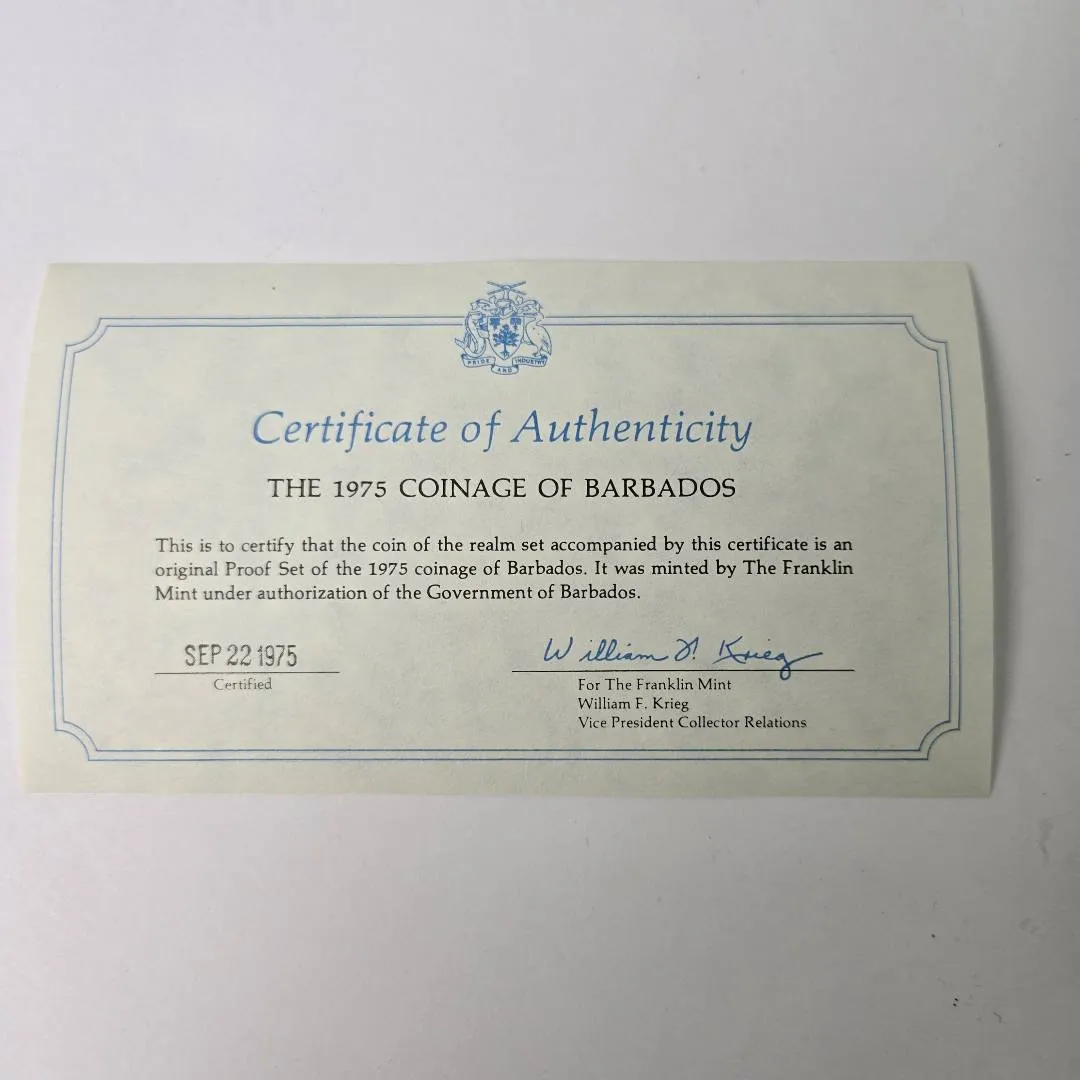 PRIDE AND INDUSTRY
Certificate of Authenticity
THE 1975 COINAGE OF BARBADOS
This is to certify that the coin of the realm set accompanied by this certificate is an
original Proof Set of the 1975 coinage of Barbados. It was minted by The Franklin
Mint under authorization of the Government of Barbados.
SEP 22 1975
Certified
William F. Krieg
For The Franklin Mint
William F. Krieg
Vice President Collector Relations